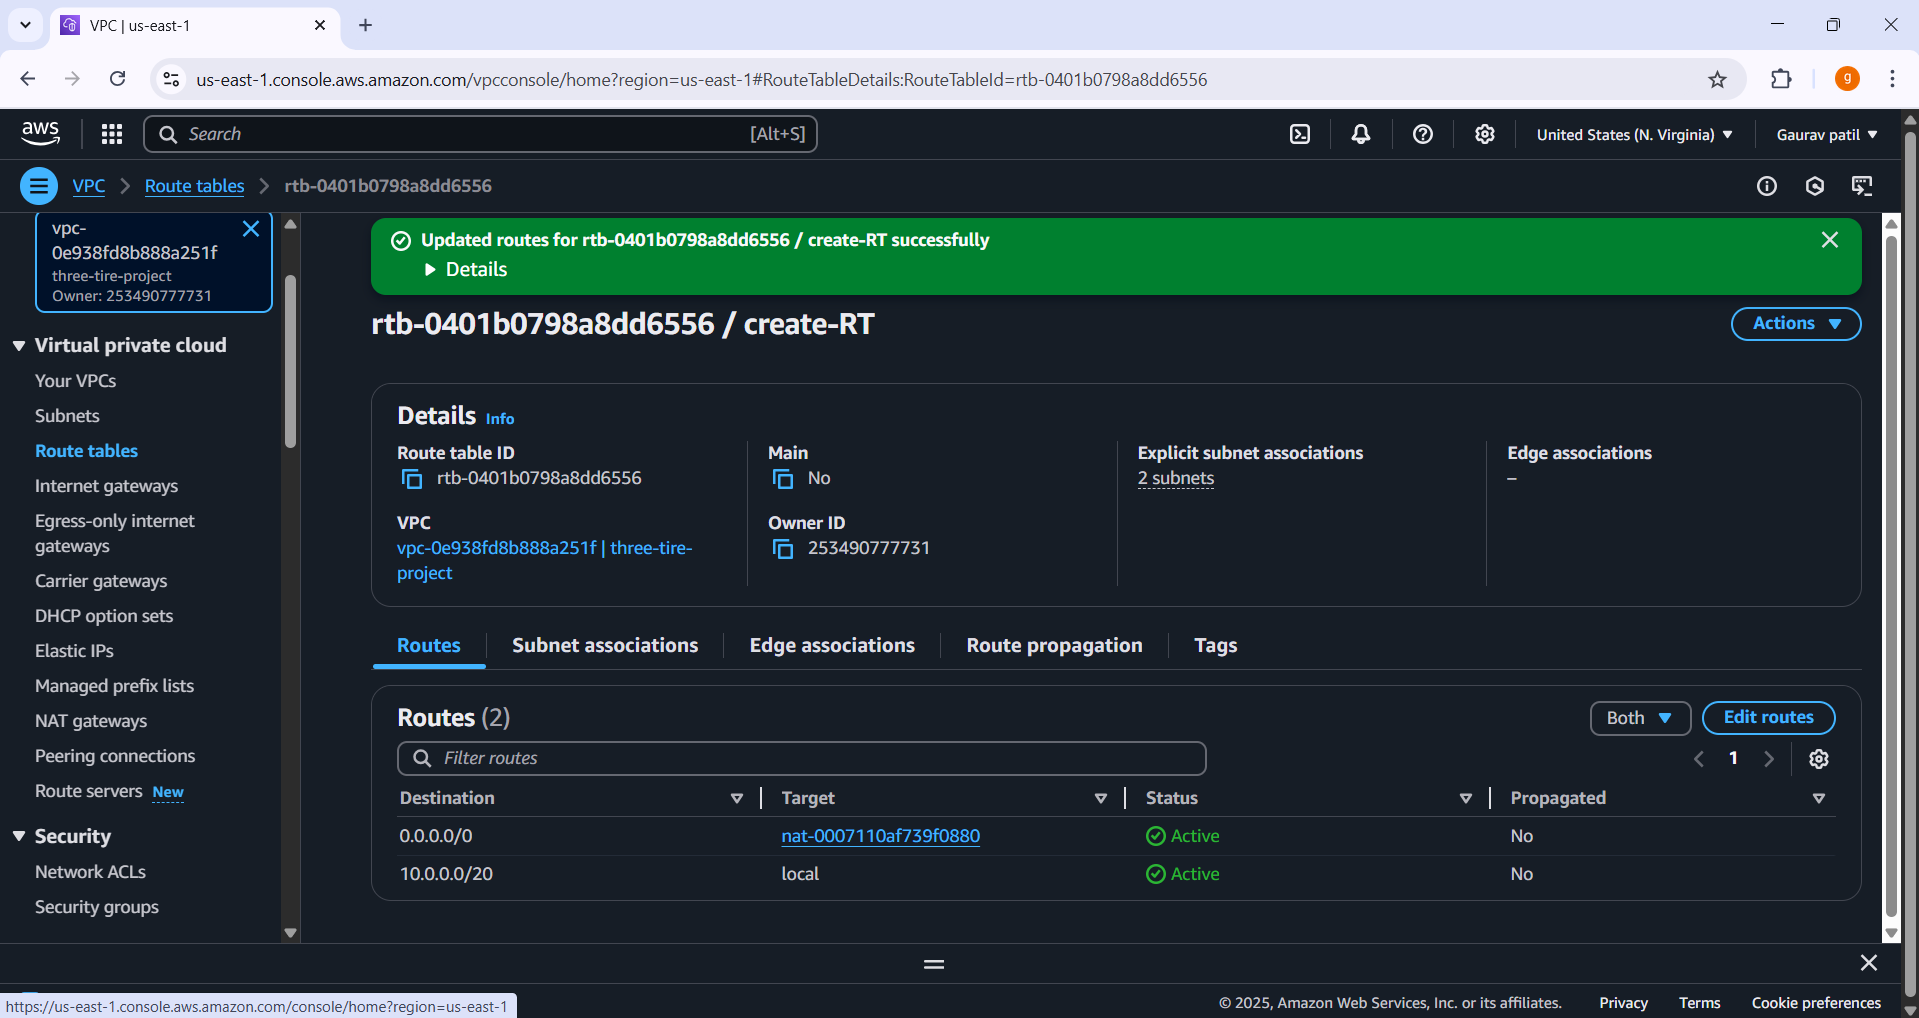 VPC | us-east-1
us-east-1.console.aws.amazon.com/vpcconsole/home?region=us-east-1#RouteTableDetails:RouteTableId=rtb-0401b0798a8dd6556
g
aws
Search
[Alt+S]
United States (N. Virginia)
Gaurav patil
VPC
Route tables
rtb-0401b0798a8dd6556
vpc-
0e938fd8b888a251f
three-tire-project
Owner: 253490777731
Virtual private cloud
Your VPCs
Subnets
Route tables
Internet gateways
Egress-only internet
gateways
Carrier gateways
DHCP option sets
Elastic IPs
Managed prefix lists
NAT gateways
Peering connections
Route servers New
Security
Network ACLs
Security groups
Updated routes for rtb-0401b0798a8dd6556 / create-RT successfully
Details
rtb-0401b0798a8dd6556 / create-RT
Actions
Details Info
Route table ID
rtb-0401b0798a8dd6556
Main
No
Explicit subnet associations
2 subnets
Edge associations
–
VPC
vpc-0e938fd8b888a251f | three-tire-
project
Owner ID
253490777731
Routes
Subnet associations
Edge associations
Route propagation
Tags
Routes (2)
Both
Edit routes
Filter routes
1
Destination
Target
Status
Propagated
0.0.0.0/0
nat-0007110af739f0880
Active
No
10.0.0.0/20
local
Active
No
https://us-east-1.console.aws.amazon.com/console/home?region=us-east-1
© 2025, Amazon Web Services, Inc. or its affiliates.
Privacy
Terms
Cookie preferences